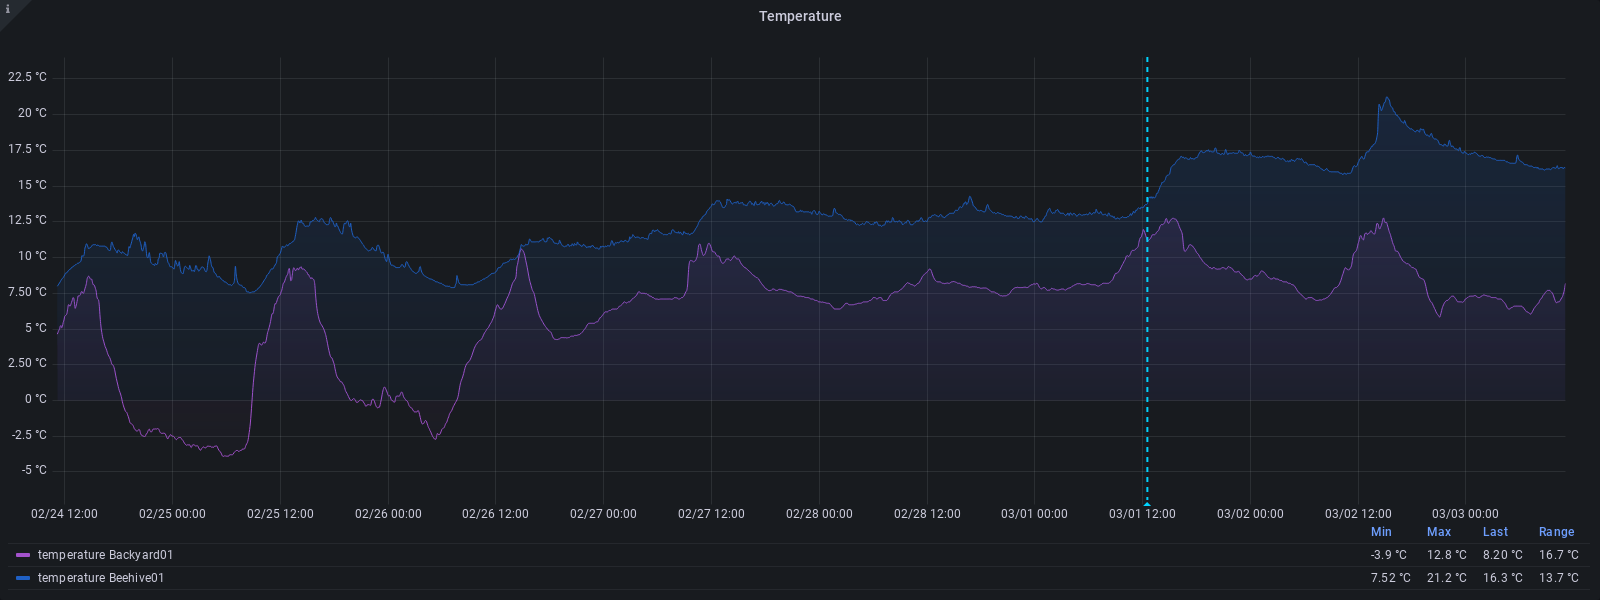 i
Temperature
22.5 °C
20 °C
17.5 °C
15 °C
12.5 °C
10 °C
7.50 °C
5 °C
2.50 °C
0 °C
-2.5 °C
-5 °C
02/24 12:00 02/25 00:00 02/25 12:00 02/26 00:00 02/26 12:00 02/27 00:00 02/27 12:00 02/28 00:00 02/28 12:00 03/01 00:00 03/01 12:00 03/02 00:00 03/02 12:00 03/03 00:00
Min Max Last Range
temperature Backyard01 -3.9 °C 12.8 °C 8.20 °C 16.7 °C
temperature Beehive01 7.52 °C 21.2 °C 16.3 °C 13.7 °C